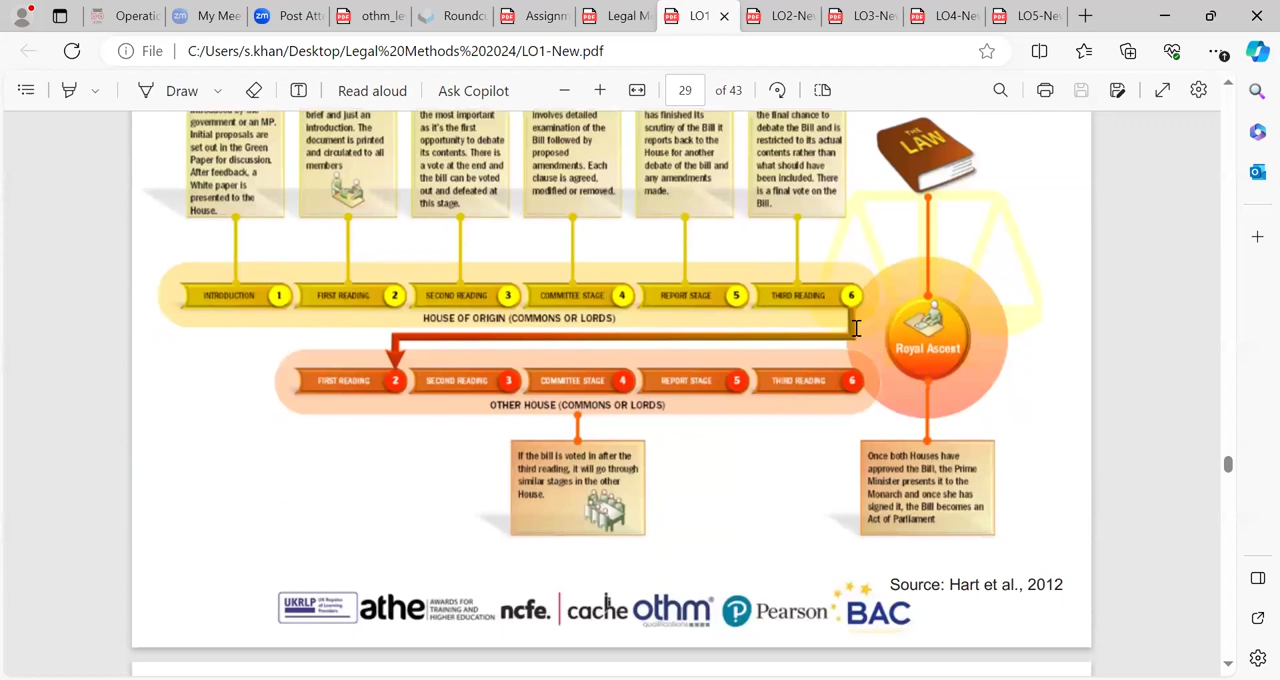 Operatio
My Mee
Post Atte
othm_le
Roundcu
Assignm
Legal M
LO1
LO2-Nev
LO3-New
LO4-New
LO5-Nev
File
C:/Users/s.khan/Desktop/Legal%20Methods%202024/LO1-New.pdf
Draw
Read aloud
Ask Copilot
29
of 43
government or an MP.
Initial proposals are
set out in the Green
Paper for discussion.
After feedback, a
White paper is
presented to the
House.
brief and just an
introduction. The
document is printed
and circulated to all
members
the most important
as it's the first
opportunity to debate
its contents. There is
a vote at the end and
the bill can be voted
out and defeated at
this stage.
involves detailed
examination of the
Bill followed by
proposed
amendments. Each
clause is agreed,
modified or removed.
has finished its
scrutiny of the Bill it
reports back to the
House for another
debate of the bill and
any amendments
made.
the final chance to
debate the Bill and is
restricted to its actual
contents rather than
what should have
been included. There
is a final vote on the
Bill.
THE
LAW
INTRODUCTION 1
FIRST READING 2
SECOND READING 3
COMMITTEE STAGE 4
REPORT STAGE 5
THIRD READING 6
HOUSE OF ORIGIN (COMMONS OR LORDS)
Royal Ascent
FIRST READING 2
SECOND READING 3
COMMITTEE STAGE 4
REPORT STAGE 5
THIRD READING 6
OTHER HOUSE (COMMONS OR LORDS)
If the bill is voted in after the
third reading, it will go through
similar stages in the other
House.
Once both Houses have
approved the Bill, the Prime
Minister presents it to the
Monarch and once she has
signed it, the Bill becomes an
Act of Parliament
Source: Hart et al., 2012
UKRLP
athe
AWARDS FOR
TRAINING AND
HIGHER EDUCATION
ncfe.
cache
othm
qualifications
Pearson
BAC